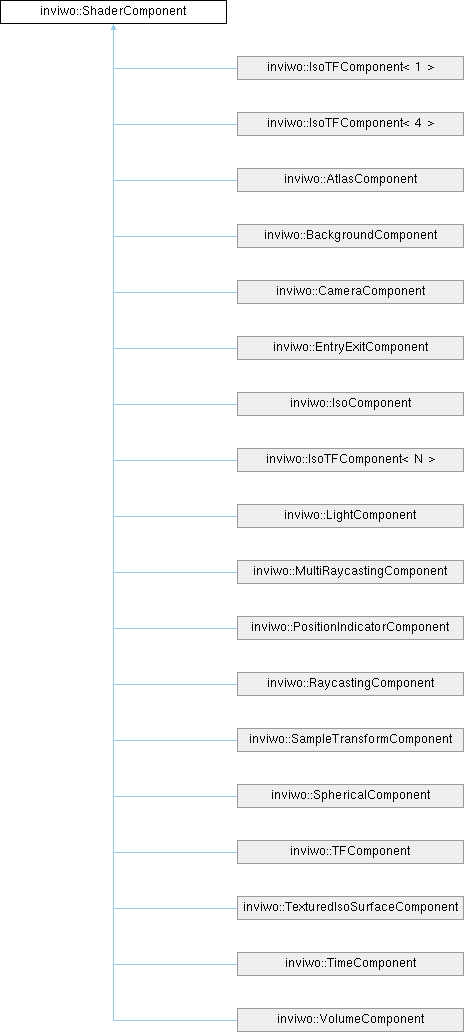 inviwo::ShaderComponent
inviwo::IsoTFComponent< 1 >
inviwo::IsoTFComponent< 4 >
inviwo::AtlasComponent
inviwo::BackgroundComponent
inviwo::CameraComponent
inviwo::EntryExitComponent
inviwo::IsoComponent
inviwo::IsoTFComponent< N >
inviwo::LightComponent
inviwo::MultiRaycastingComponent
inviwo::PositionIndicatorComponent
inviwo::RaycastingComponent
inviwo::SampleTransformComponent
inviwo::SphericalComponent
inviwo::TFComponent
inviwo::TexturedIsoSurfaceComponent
inviwo::TimeComponent
inviwo::VolumeComponent